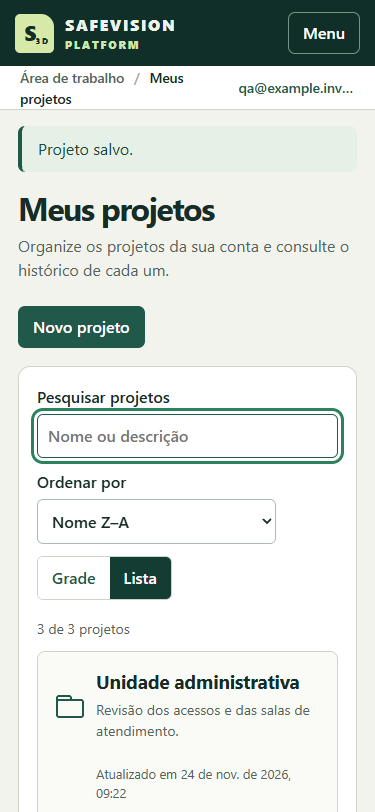 S3D
SAFEVISION
PLATFORM
Menu
Área de trabalho / Meus
projetos
qa@example.inv...
Projeto salvo.
Meus projetos
Organize os projetos da sua conta e consulte o
histórico de cada um.
Novo projeto
Pesquisar projetos
Nome ou descrição
Ordenar por
Nome Z–A
Grade
Lista
3 de 3 projetos
Unidade administrativa
Revisão dos acessos e das salas de
atendimento.
Atualizado em 24 de nov. de 2026,
09:22